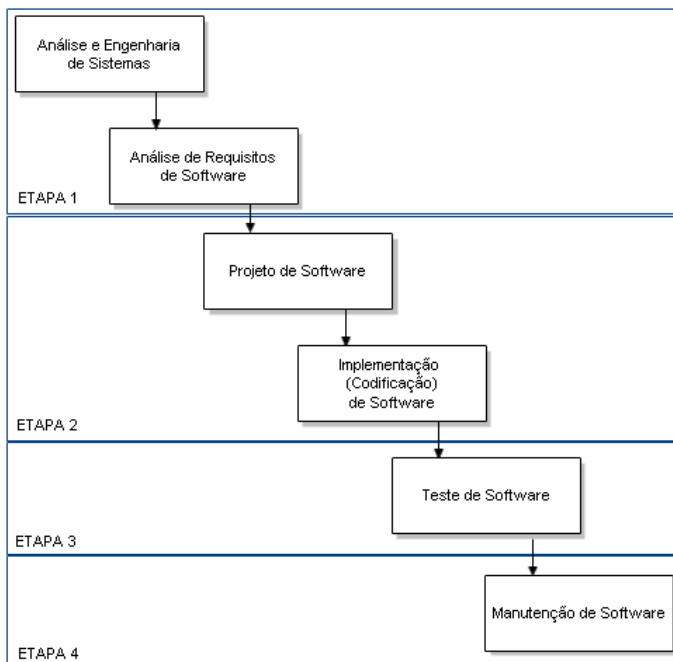 Análise e Engenharia
de Sistemas
Análise de Requisitos
de Software
ETAPA 1
Projeto de Software
Implementação
(Codificação)
de Software
ETAPA 2
Teste de Software
ETAPA 3
Manutenção de Software
ETAPA 4